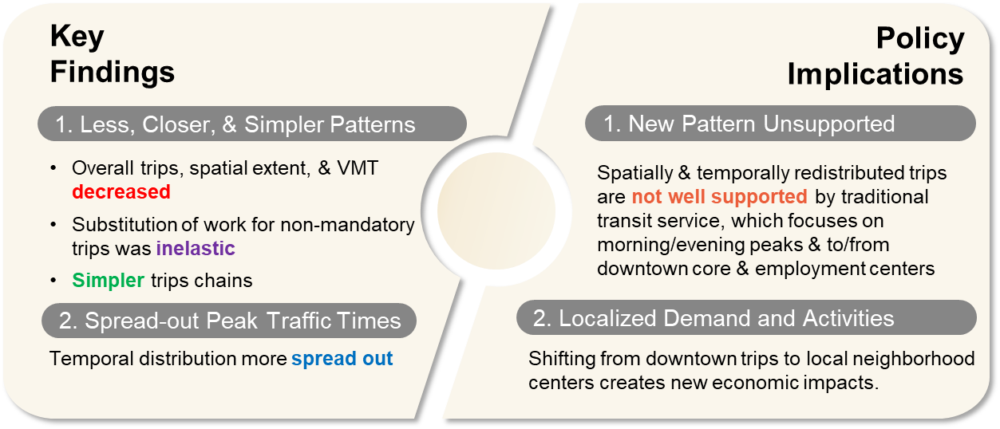 Key
Findings
1. Less, Closer, & Simpler Patterns
• Overall trips, spatial extent, & VMT
decreased
• Substitution of work for non-mandatory
trips was inelastic
• Simpler trips chains
2. Spread-out Peak Traffic Times
Temporal distribution more spread out
Policy
Implications
1. New Pattern Unsupported
Spatially & temporally redistributed trips
are not well supported by traditional
transit service, which focuses on
morning/evening peaks & to/from
downtown core & employment centers
2. Localized Demand and Activities
Shifting from downtown trips to local neighborhood
centers creates new economic impacts.